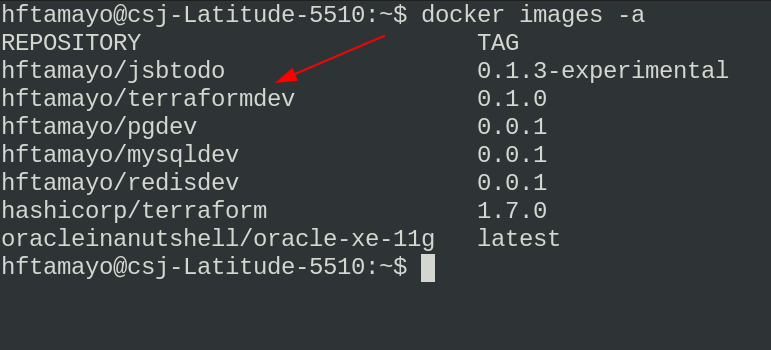 hftamayo@csj-Latitude-5510:~$ docker images -a
REPOSITORY TAG
hftamayo/jsbtodo 0.1.3-experimental
hftamayo/terraformdev 0.1.0
hftamayo/pgdev 0.0.1
hftamayo/mysqldev 0.0.1
hftamayo/redisdev 0.0.1
hashicorp/terraform 1.7.0
oracleinanutshell/oracle-xe-11g latest
hftamayo@csj-Latitude-5510:~$